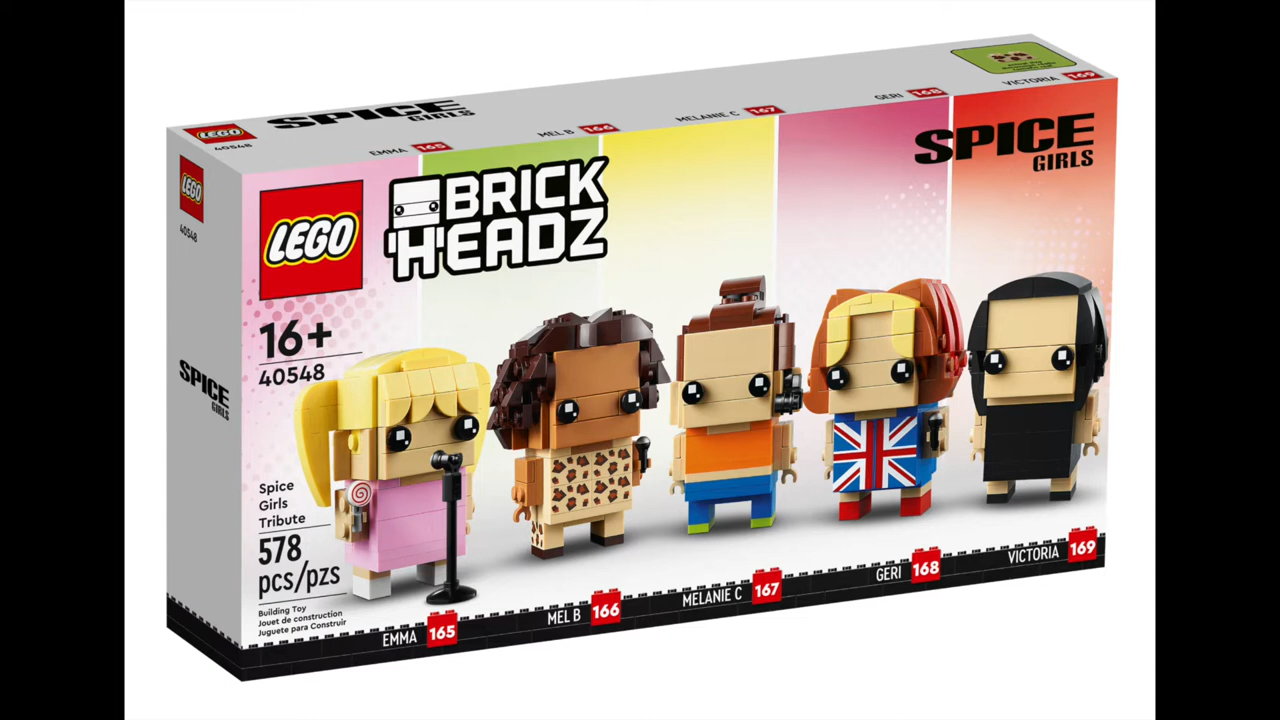 LEGO
40548
SPICE
GIRLS
EMMA 165
MEL B 166
MELANIE C 167
GERI 168
VICTORIA 169
LEGO
40548
SPICE
GIRLS
LEGO
BRICK
HEADZ
SPICE
GIRLS
16+
40548
Spice
Girls
Tribute
578
pcs/pzs
Building Toy
Jouet de construction
Juguete para Construir
EMMA 165
MEL B 166
MELANIE C 167
GERI 168
VICTORIA 169